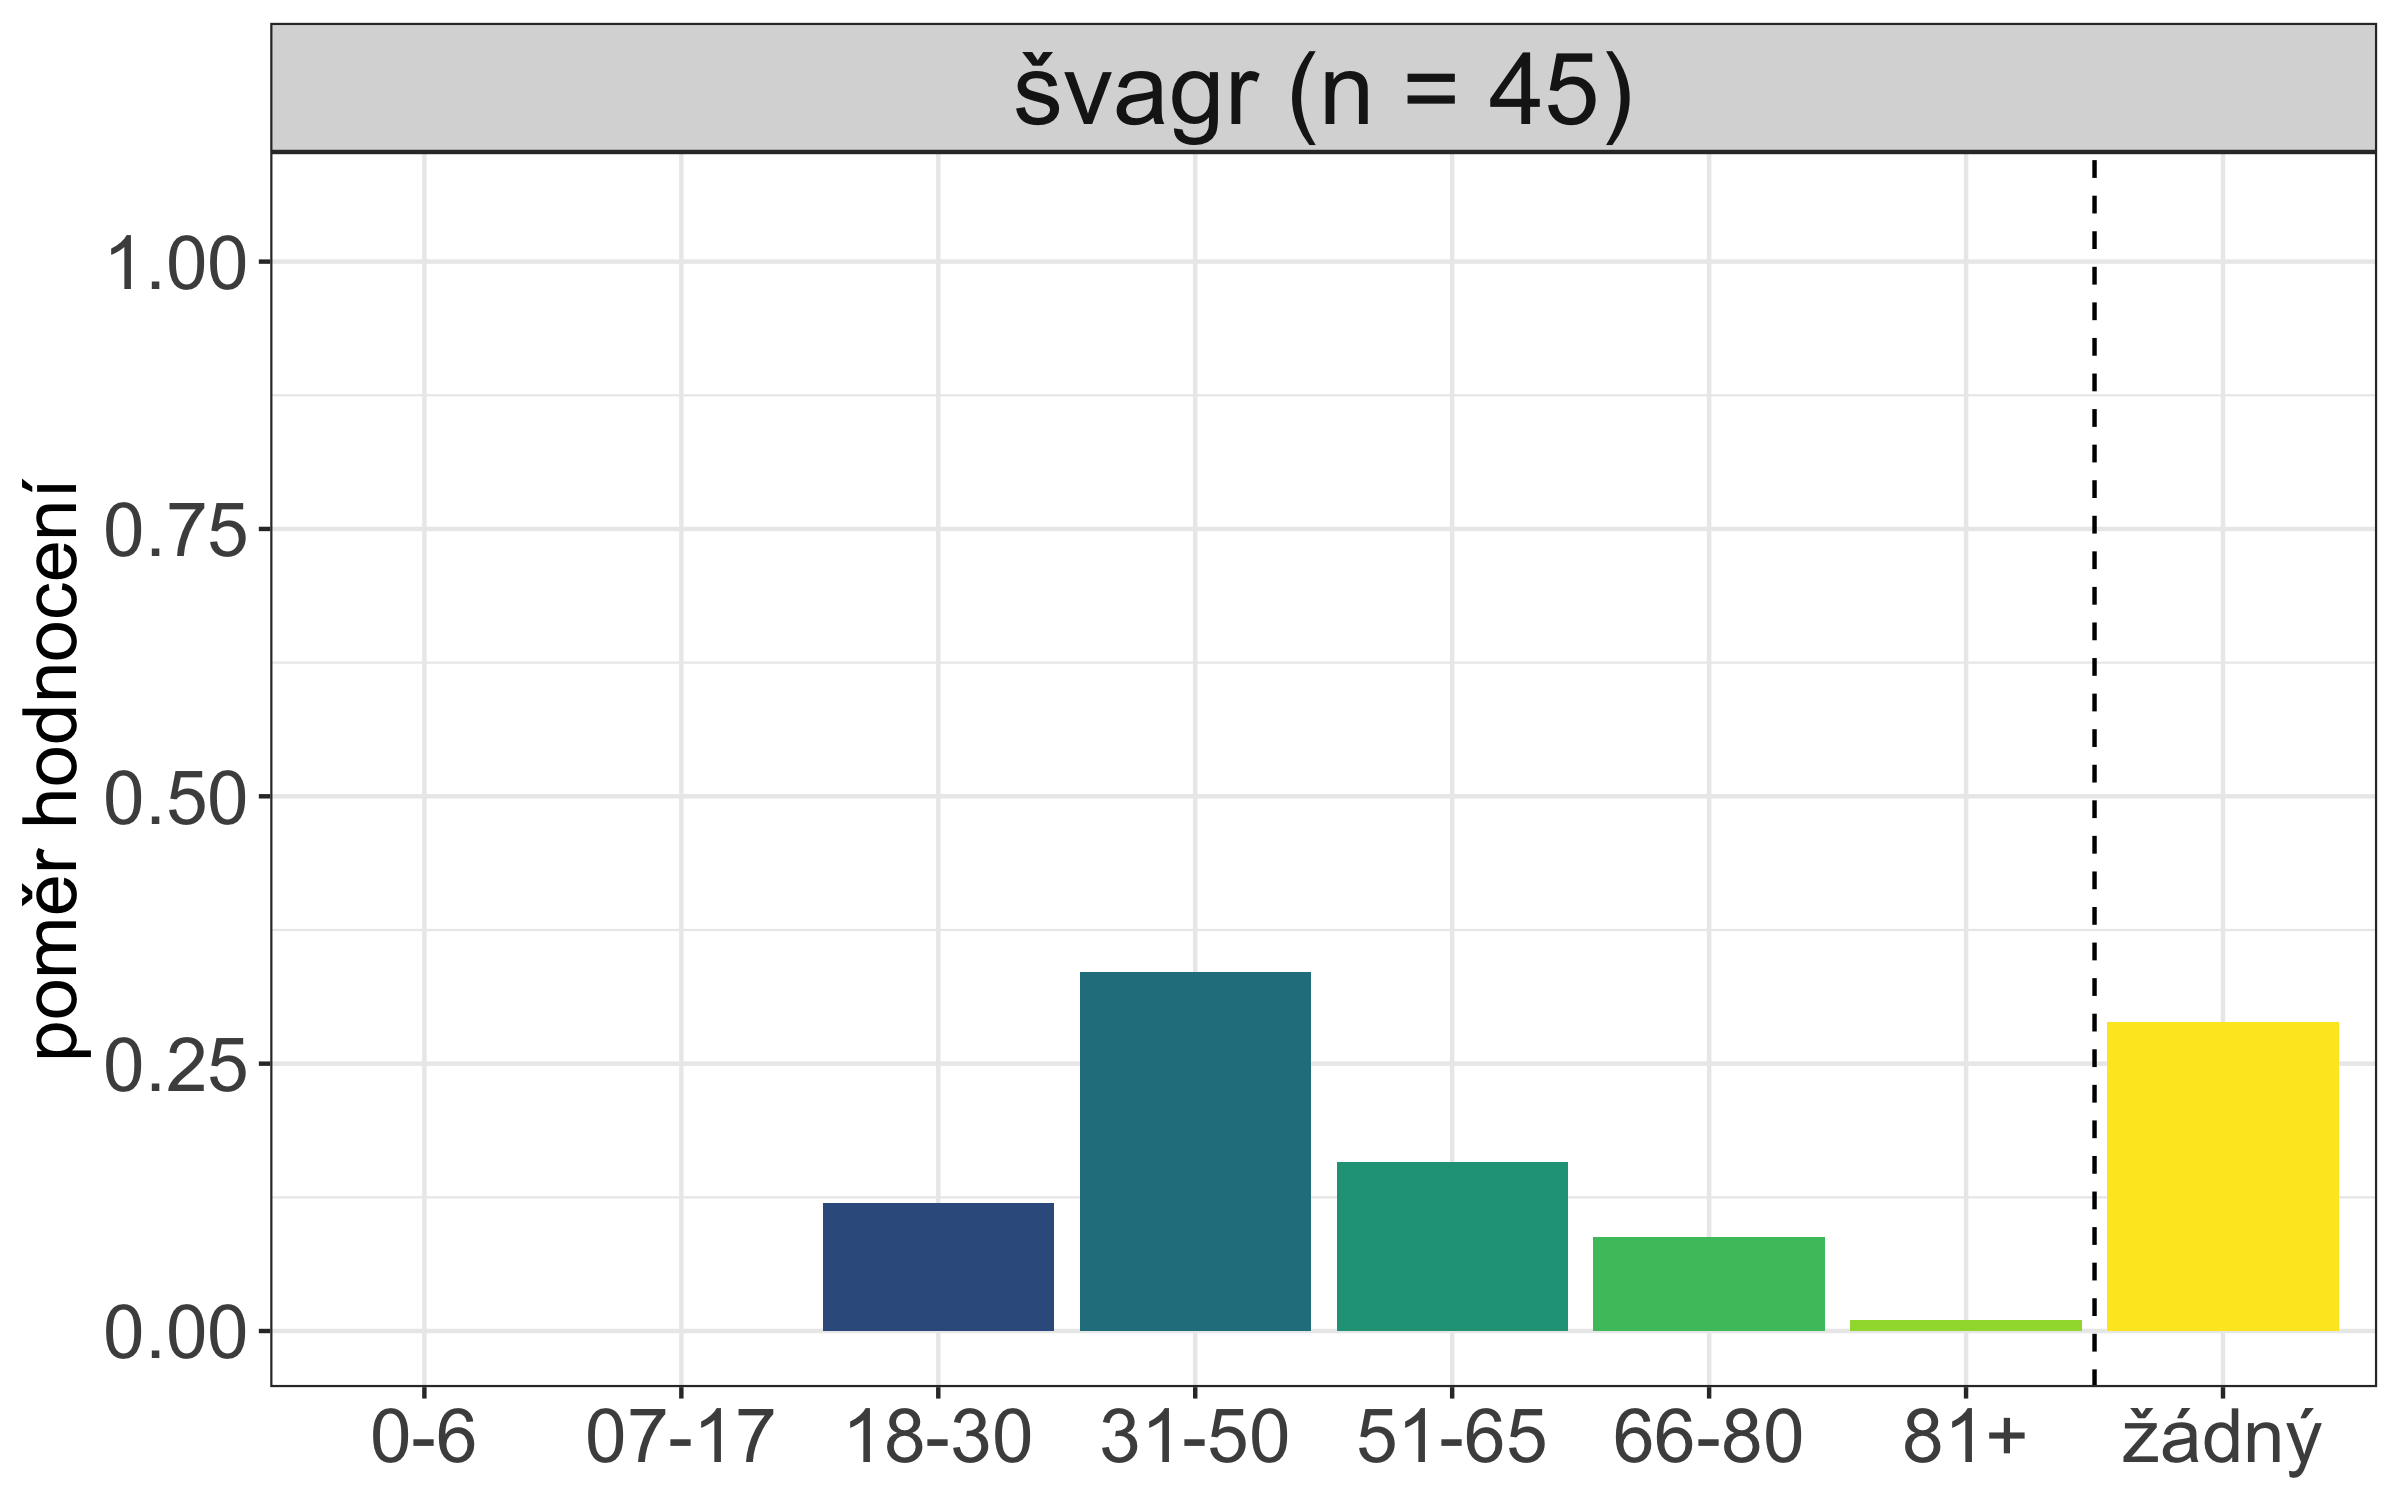 švagr (n = 45)
poměr hodnocení
1.00
0.75
0.50
0.25
0.00
0-6 07-17 18-30 31-50 51-65 66-80 81+ žádný